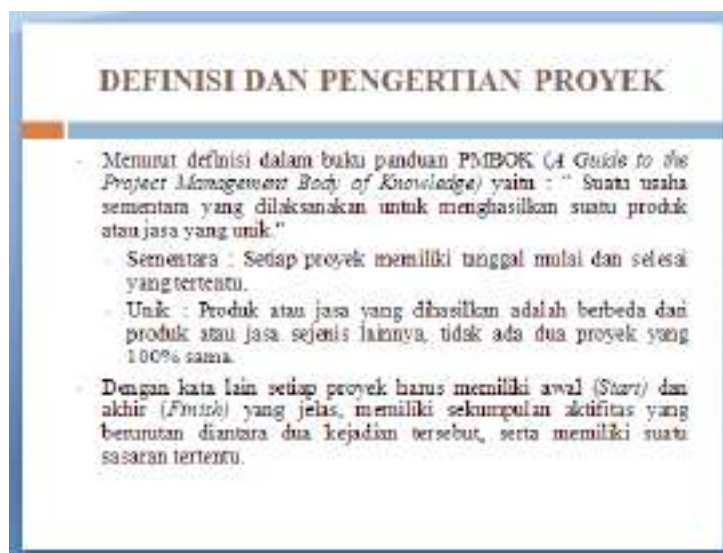 DEFINISI DAN PENGERTIAN PROYEK
- Menurut definisi dalam buku panduan PMBOK (A Guide to the
Project Management Body of Knowledge) yaitu : " Suatu usaha
sementara yang dilaksanakan untuk menghasilkan suatu produk
atau jasa yang unik."
- Sementara : Setiap proyek memiliki tanggal mulai dan selesai
yang tertentu.
- Unik : Produk atau jasa yang dihasilkan adalah berbeda dari
produk atau jasa sejenis lainnya, tidak ada dua proyek yang
100% sama.
- Dengan kata lain setiap proyek harus memiliki awal (Start) dan
akhir (Finish) yang jelas, memiliki sekumpulan aktifitas yang
berurutan diantara dua kejadian tersebut, serta memiliki suatu
sasaran tertentu.